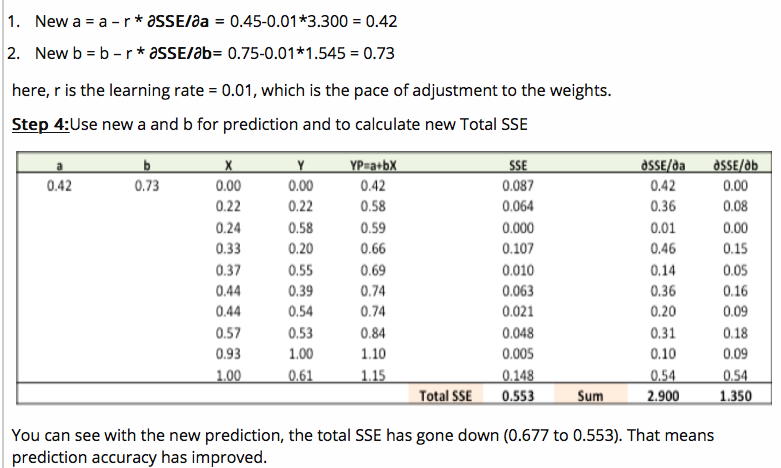 1. New a = a – r * ∂SSE/∂a = 0.45-0.01*3.300 = 0.42
2. New b = b – r * ∂SSE/∂b= 0.75-0.01*1.545 = 0.73
here, r is the learning rate = 0.01, which is the pace of adjustment to the weights.
Step 4:Use new a and b for prediction and to calculate new Total SSE
a b X Y YP=a+bX SSE ∂SSE/∂a ∂SSE/∂b
0.42 0.73 0.00 0.00 0.42 0.087 0.42 0.00
0.22 0.22 0.58 0.064 0.36 0.08
0.24 0.58 0.59 0.000 0.01 0.00
0.33 0.20 0.66 0.107 0.46 0.15
0.37 0.55 0.69 0.010 0.14 0.05
0.44 0.39 0.74 0.063 0.36 0.16
0.44 0.54 0.74 0.021 0.20 0.09
0.57 0.53 0.84 0.048 0.31 0.18
0.93 1.00 1.10 0.005 0.10 0.09
1.00 0.61 1.15 0.148 0.54 0.54
Total SSE 0.553 Sum 2.900 1.350
You can see with the new prediction, the total SSE has gone down (0.677 to 0.553). That means
prediction accuracy has improved.